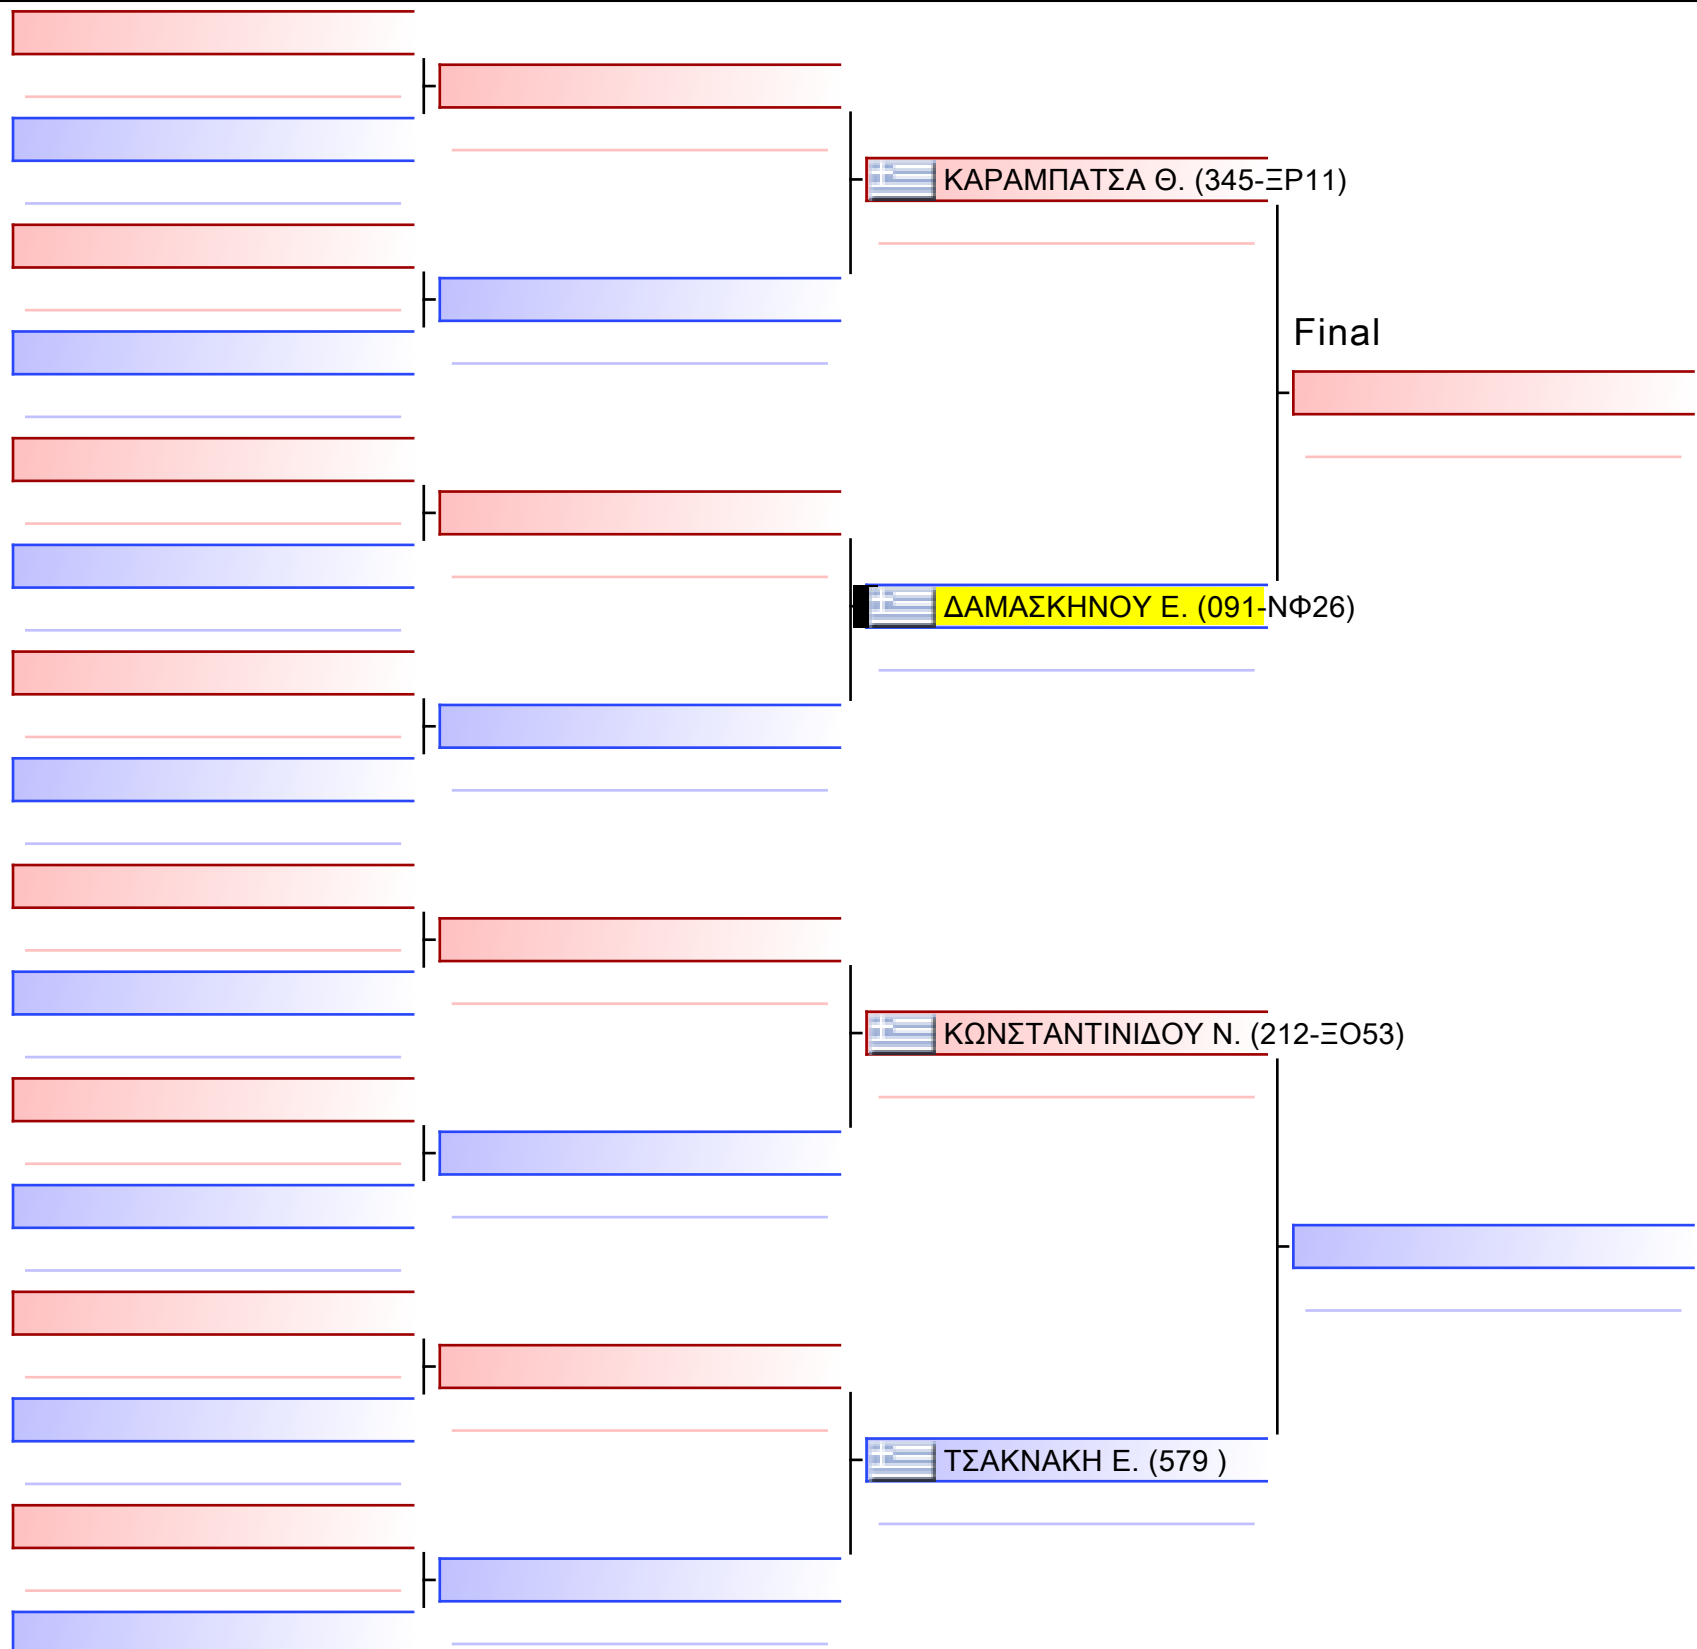 ΚΑΡΑΜΠΑΤΣΑ Θ. (345-ΞΡ11)
Final
ΔΑΜΑΣΚΗΝΟΥ Ε. (091-ΝΦ26)
ΚΩΝΣΤΑΝΤΙΝΙΔΟΥ Ν. (212-ΞΟ53)
ΤΣΑΚΝΑΚΗ Ε. (579 )